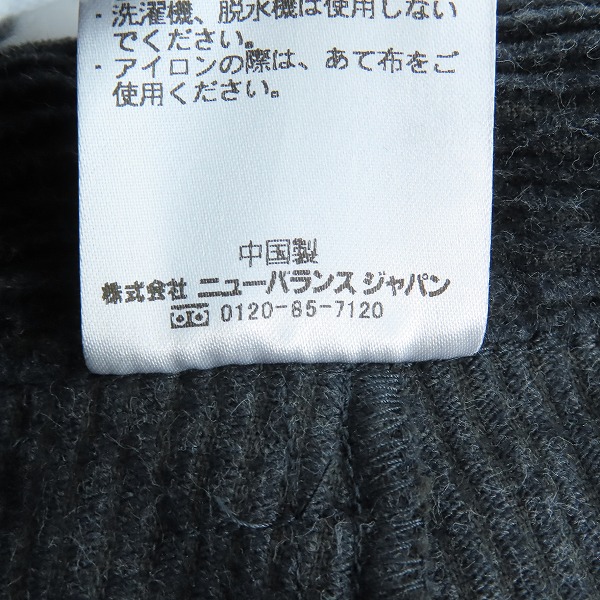 ・洗濯機、脱水機は使用しない
でください。
・アイロンの際は、あて布をご
使用ください。
中国製
株式会社 ニューバランス ジャパン
0120-85-7120